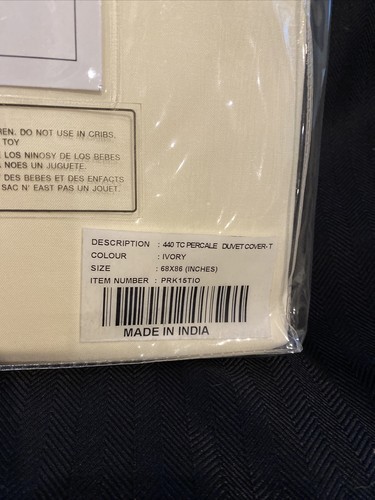 REN. DO NOT USE IN CRIBS,
TOY
LOS NINOSY DE LOS BEBES
NOES UN JUGUETE.
DES BEBES ET DES ENFACTS
SAC N' EAST PAS UN JOUET.
DESCRIPTION : 440 TC PERCALE DUVET COVER-T
COLOUR : IVORY
SIZE : 68X86 (INCHES)
ITEM NUMBER : PRK15TIO
MADE IN INDIA